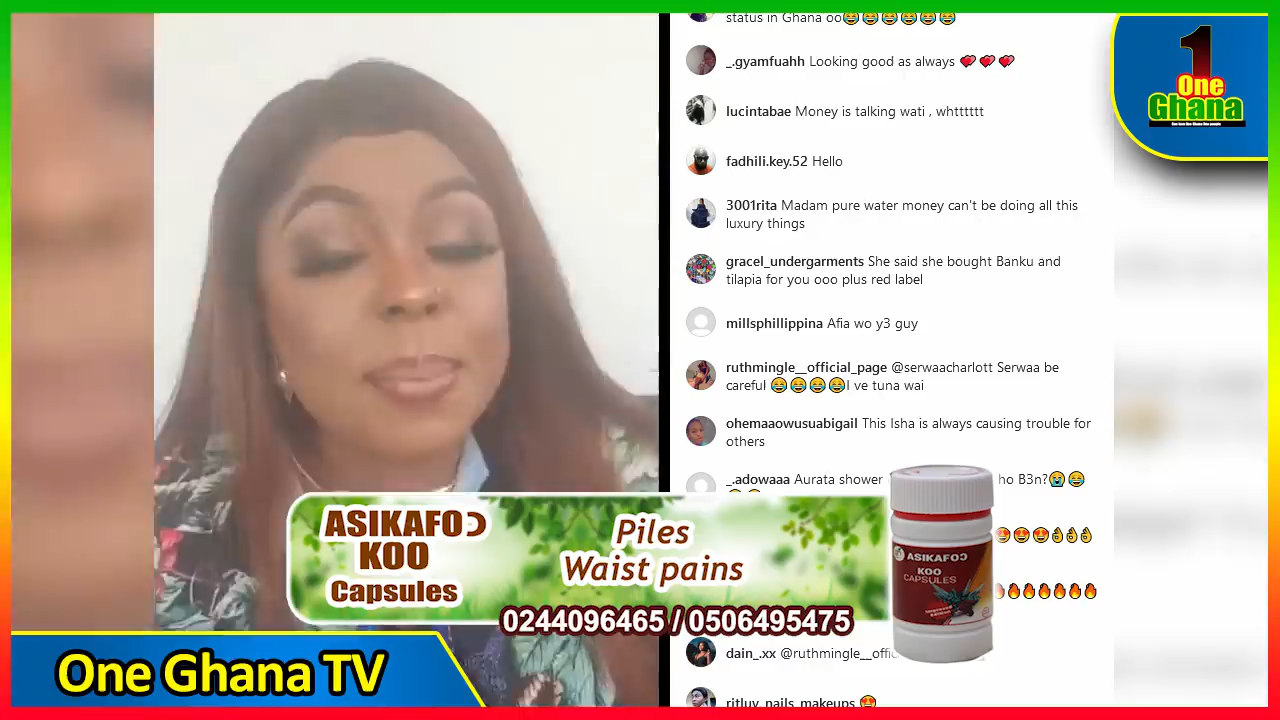 status in Ghana oo😂😂😂😂😂😂
_.gyamfuahh Looking good as always 💕💕💕
lucintabae Money is talking wati , whtttttt
fadhili.key.52 Hello
3001rita Madam pure water money can't be doing all this
luxury things
gracel_undergarments She said she bought Banku and
tilapia for you ooo plus red label
millsphillippina Afia wo y3 guy
ruthmingle__official_page @serwaacharlott Serwaa be
careful 😂😂😂😂I ve tuna wai
ohemaaowusuabigail This Isha is always causing trouble for
others
_.adowaaa Aurata shower
ho B3n?😭😂
😍😍😍👌👌👌
🔥🔥🔥🔥🔥🔥🔥
dain_.xx @ruthmingle__offic
ritluv_nails_makeups 😍
1
One
Ghana
ASIKAFOƆ
KOO
Capsules
Piles
Waist pains
0244096465 / 0506495475
ASIKAFOƆ
KOO
CAPSULES
One Ghana TV